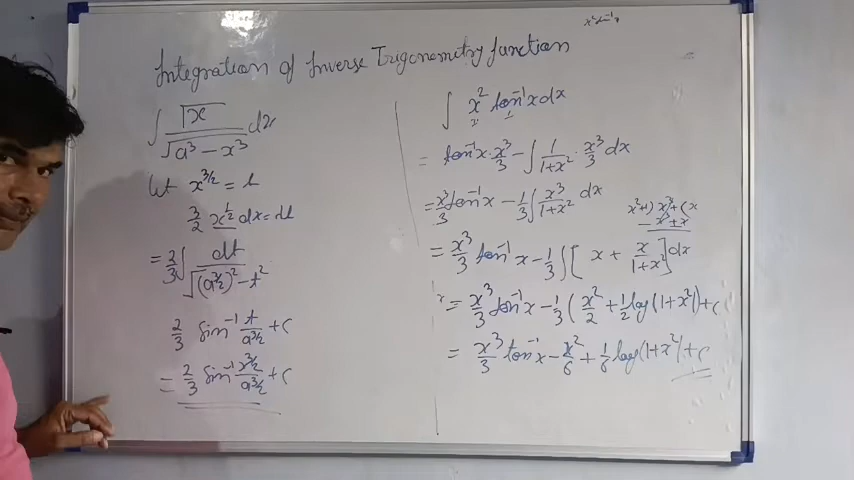 Integration of Inverse Trigonometry function
∫ √x / √(a³ − x³) dx
let x^(3/2) = t
3/2 x^(1/2) dx = dt
= 2/3 ∫ dt / √((a^(3/2))² − t²)
2/3 sin⁻¹ t/a^(3/2) + c
= 2/3 sin⁻¹ x^(3/2)/a^(3/2) + c
∫ x² tan⁻¹x dx
= tan⁻¹x · x³/3 − ∫ 1/(1+x²) · x³/3 dx
= x³/3 tan⁻¹x − 1/3 ∫ x³/(1+x²) dx
x²+1) x³ (x
x³+x
= x³/3 tan⁻¹x − 1/3 ∫ [x + x/(1+x²)] dx
= x³/3 tan⁻¹x − 1/3 (x²/2 + 1/2 log(1+x²)) + c
= x³/3 tan⁻¹x − x²/6 + 1/6 log(1+x²) + c